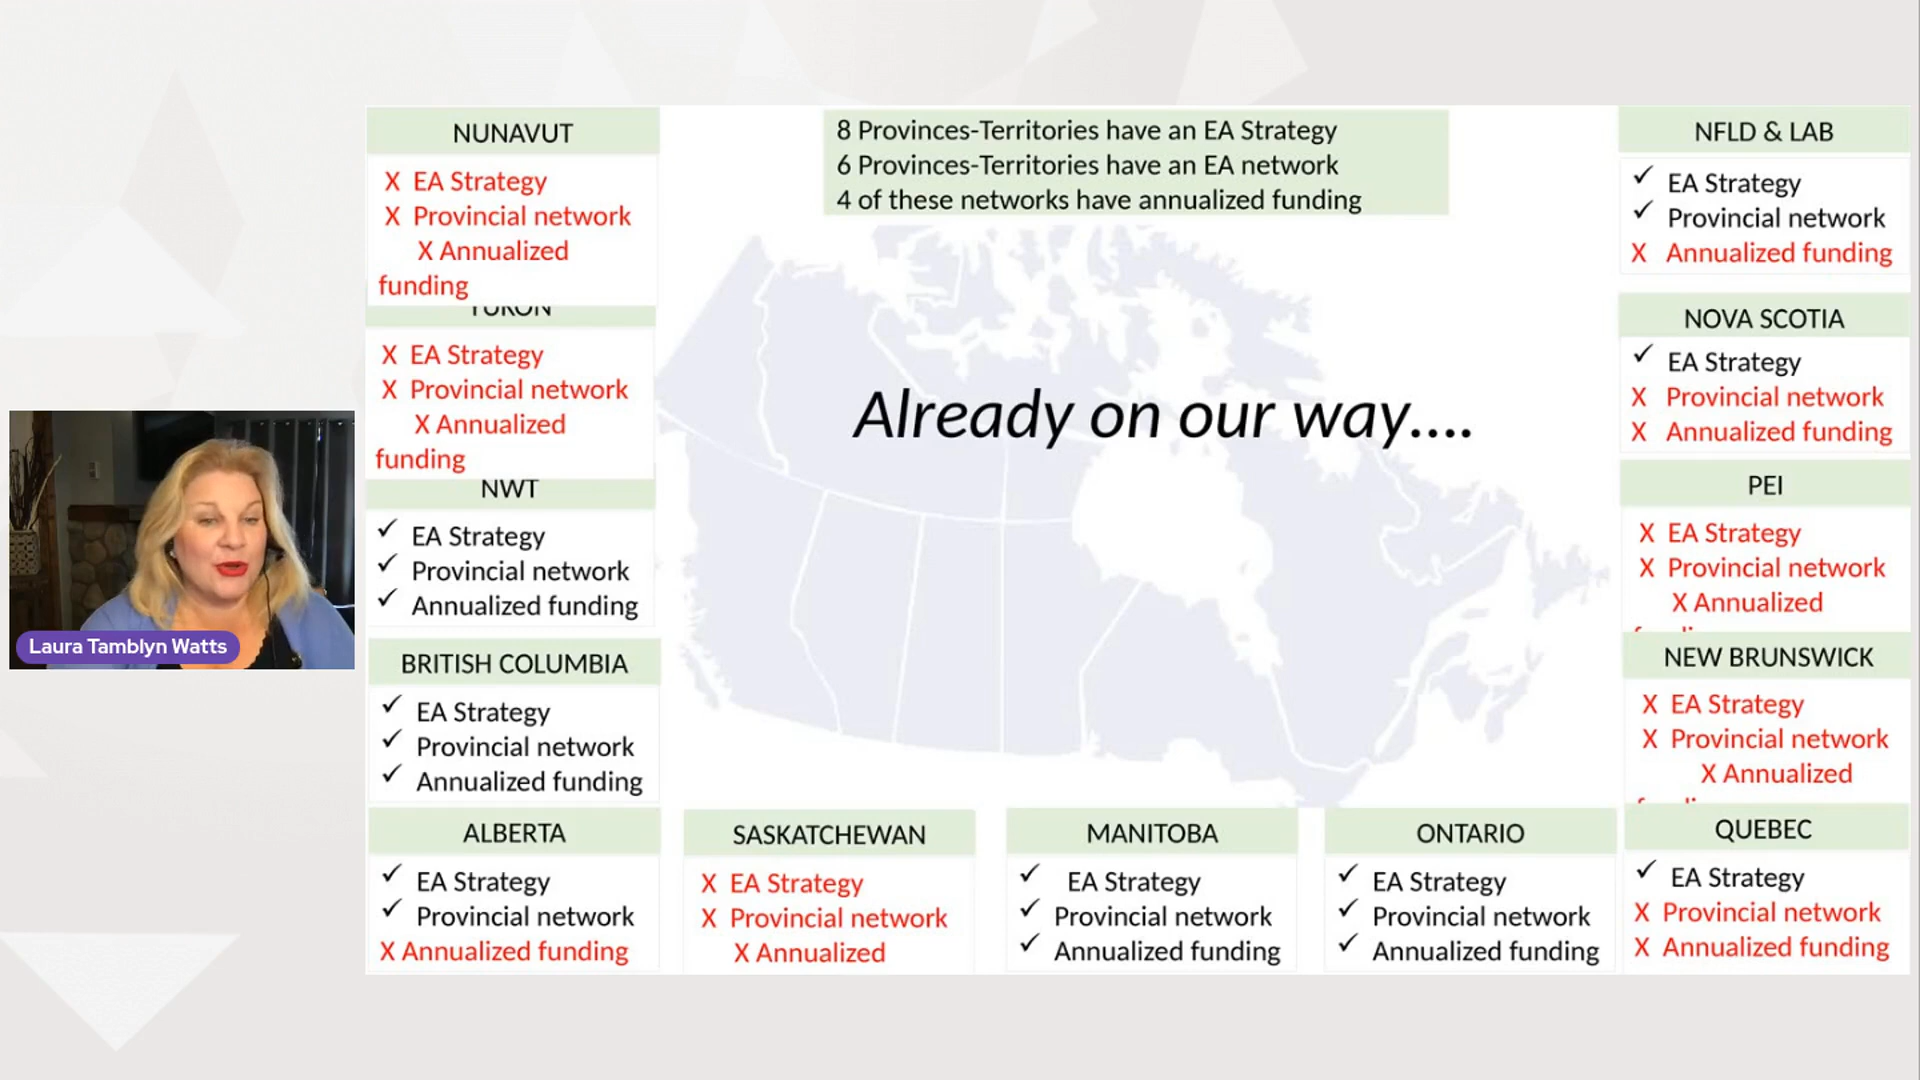 8 Provinces-Territories have an EA Strategy
6 Provinces-Territories have an EA network
4 of these networks have annualized funding
Already on our way....
NUNAVUT
X EA Strategy
X Provincial network
X Annualized
funding
YUKON
X EA Strategy
X Provincial network
X Annualized
funding
NWT
✓ EA Strategy
✓ Provincial network
✓ Annualized funding
BRITISH COLUMBIA
✓ EA Strategy
✓ Provincial network
✓ Annualized funding
ALBERTA
✓ EA Strategy
✓ Provincial network
X Annualized funding
SASKATCHEWAN
X EA Strategy
X Provincial network
X Annualized
MANITOBA
✓ EA Strategy
✓ Provincial network
✓ Annualized funding
ONTARIO
✓ EA Strategy
✓ Provincial network
✓ Annualized funding
NFLD & LAB
✓ EA Strategy
✓ Provincial network
X Annualized funding
NOVA SCOTIA
✓ EA Strategy
X Provincial network
X Annualized funding
PEI
X EA Strategy
X Provincial network
X Annualized
NEW BRUNSWICK
X EA Strategy
X Provincial network
X Annualized
QUEBEC
✓ EA Strategy
X Provincial network
X Annualized funding
Laura Tamblyn Watts